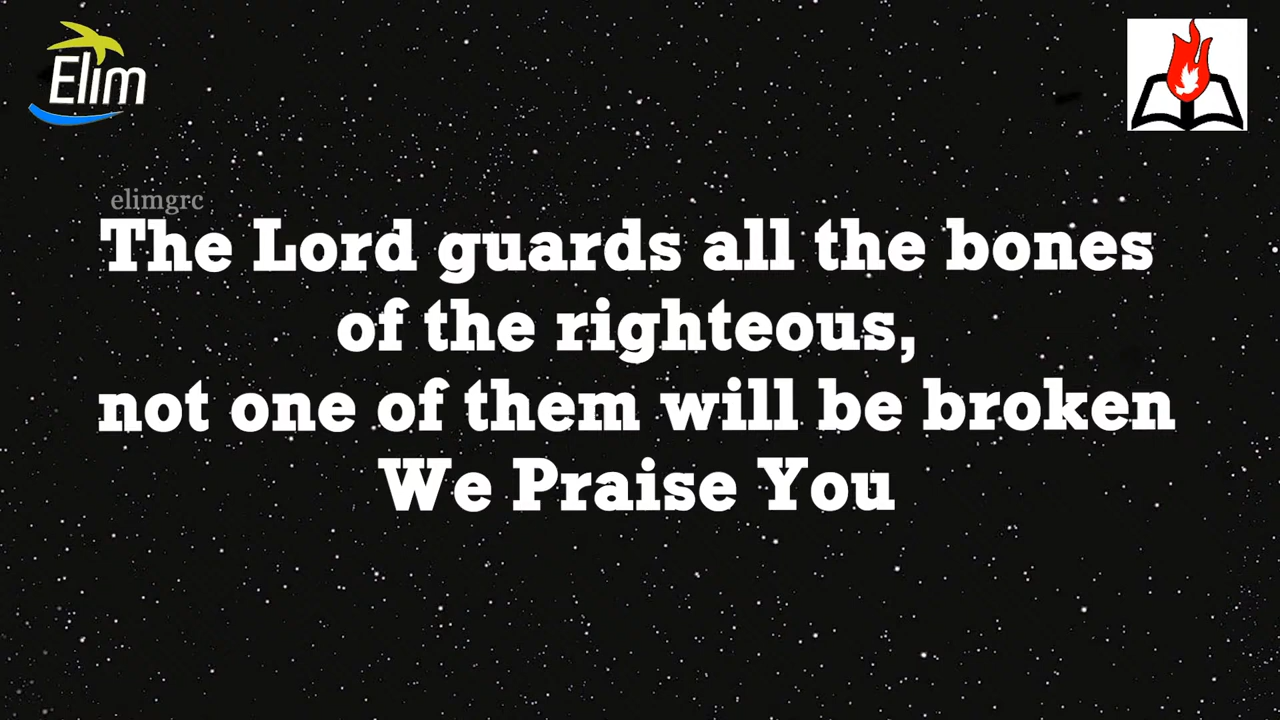 Elim
elimgrc
The Lord guards all the bones
of the righteous,
not one of them will be broken
We Praise You